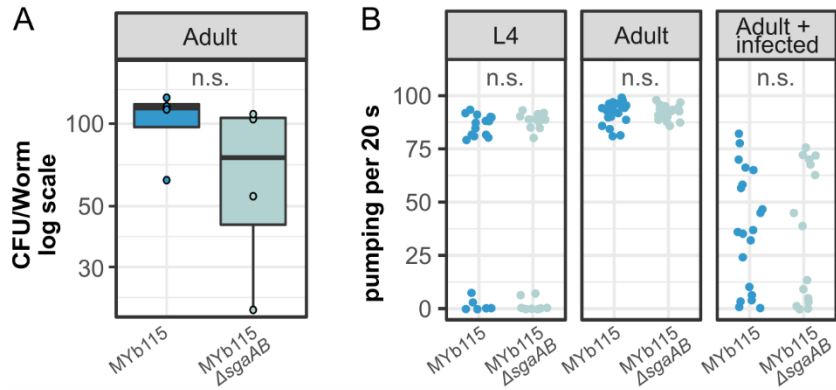 A
Adult
n.s.
CFU/Worm
log scale
100
50
30
MYb115
MYb115
ΔsgaAB
B
L4
Adult
Adult +
infected
n.s.
n.s.
n.s.
pumping per 20 s
100
75
50
25
0
MYb115
MYb115
ΔsgaAB
MYb115
MYb115
ΔsgaAB
MYb115
MYb115
ΔsgaAB